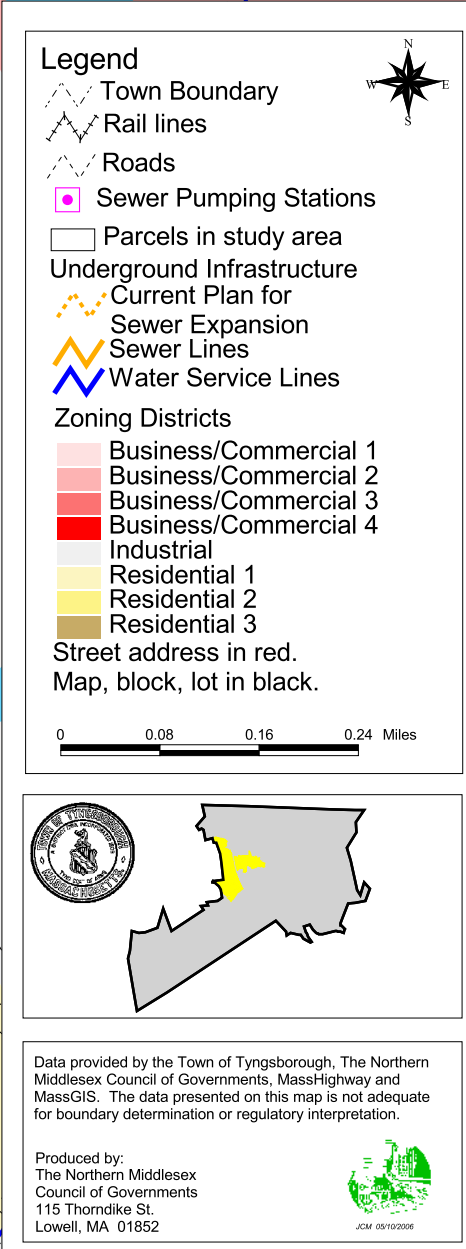 Legend
N
W E
S
Town Boundary
Rail lines
Roads
Sewer Pumping Stations
Parcels in study area
Underground Infrastructure
Current Plan for
Sewer Expansion
Sewer Lines
Water Service Lines
Zoning Districts
Business/Commercial 1
Business/Commercial 2
Business/Commercial 3
Business/Commercial 4
Industrial
Residential 1
Residential 2
Residential 3
Street address in red.
Map, block, lot in black.
0 0.08 0.16 0.24 Miles
TOWN OF TYNGSBOROUGH
MASSACHUSETTS
Data provided by the Town of Tyngsborough, The Northern
Middlesex Council of Governments, MassHighway and
MassGIS. The data presented on this map is not adequate
for boundary determination or regulatory interpretation.
Produced by:
The Northern Middlesex
Council of Governments
115 Thorndike St.
Lowell, MA 01852
JCM 05/10/2006